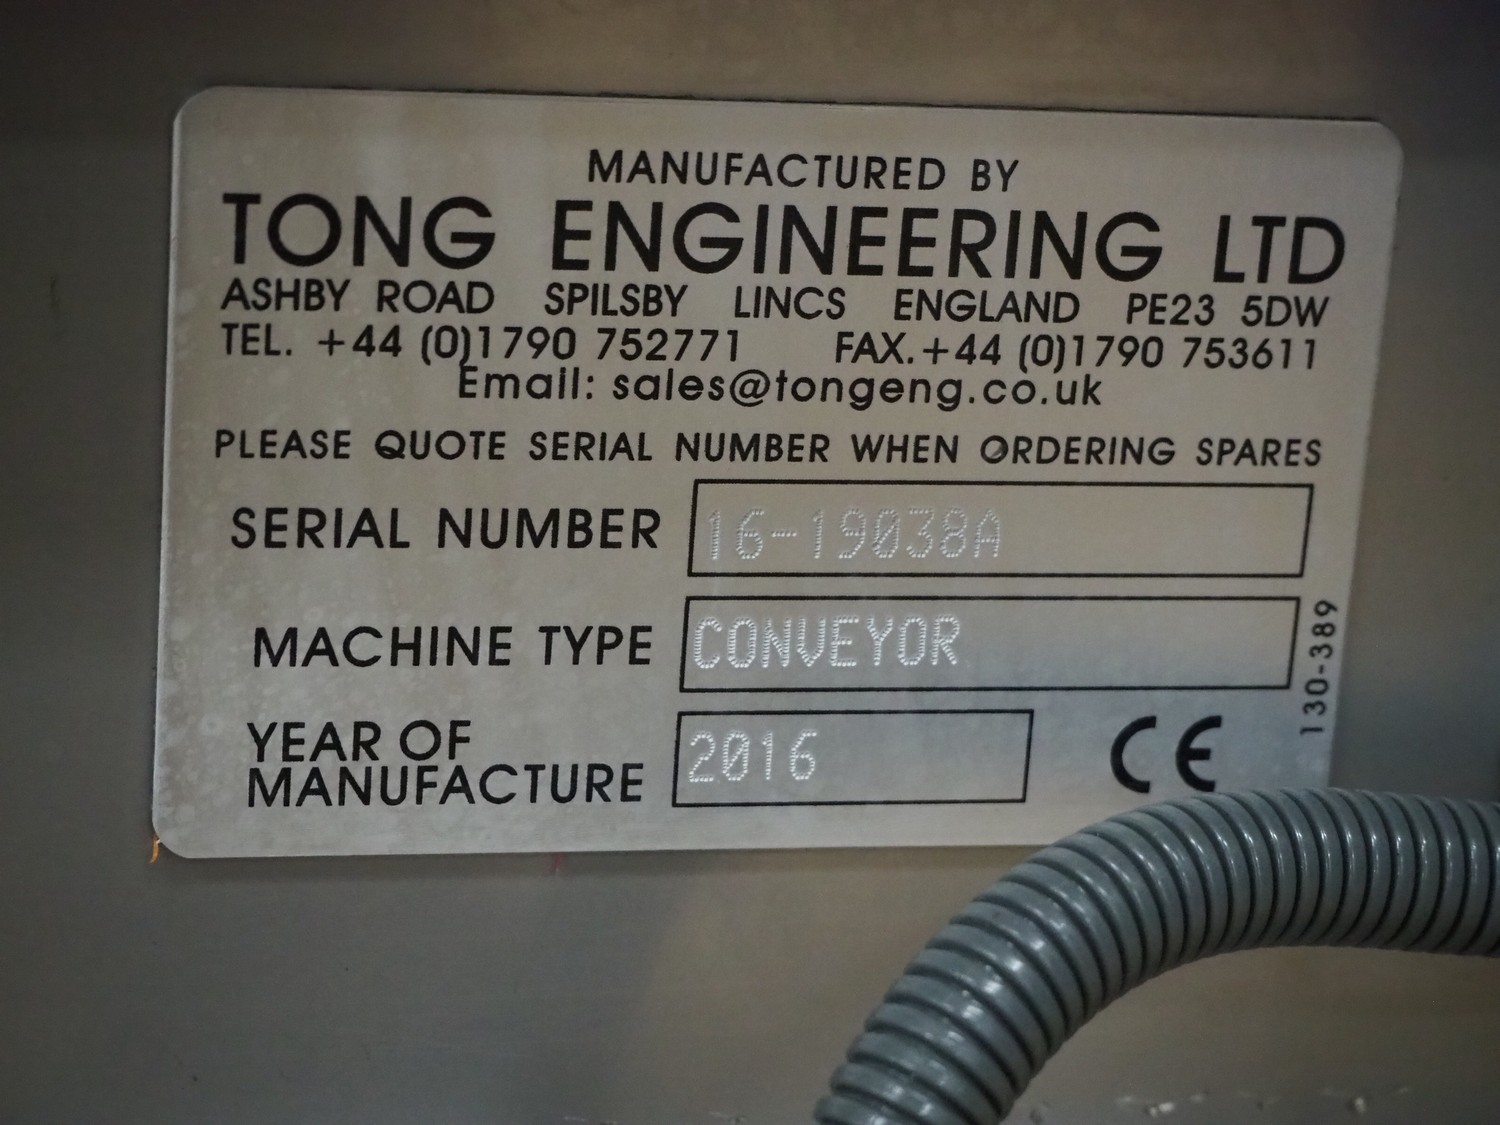 MANUFACTURED BY
TONG ENGINEERING LTD
ASHBY ROAD SPILSBY LINCS ENGLAND PE23 5DW
TEL. +44 (0)1790 752771 FAX.+44 (0)1790 753611
Email: sales@tongeng.co.uk
PLEASE QUOTE SERIAL NUMBER WHEN ORDERING SPARES
SERIAL NUMBER 16-19038A
MACHINE TYPE CONVEYOR
YEAR OF
MANUFACTURE 2016
CE
130-389